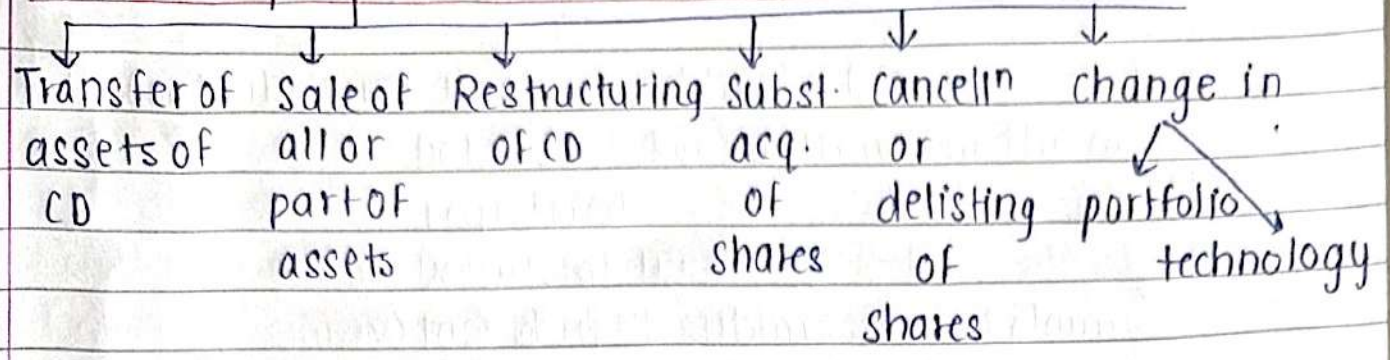 Transfer of Sale of Restructuring subst. cancelln change in
assets of all or of CD acq. or
CD part of of delisting portfolio
assets shares of technology
shares